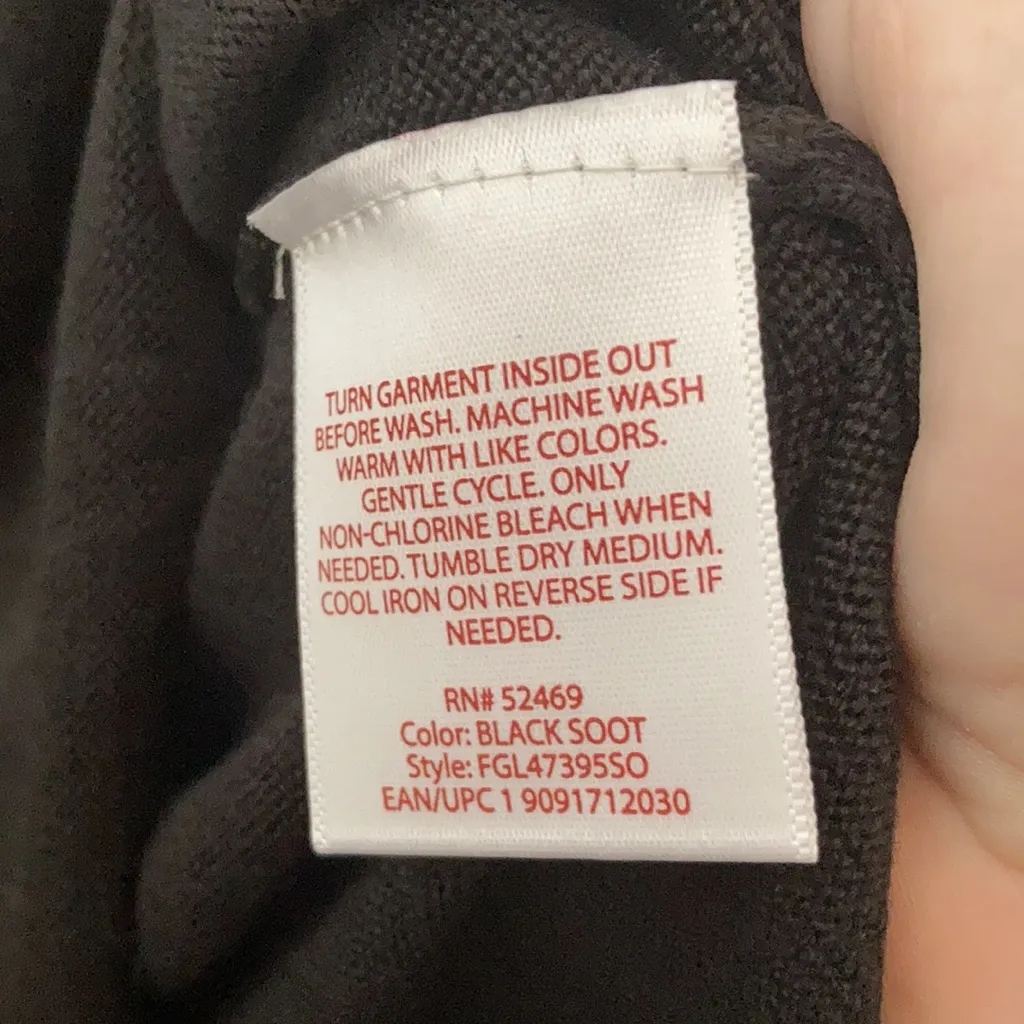 TURN GARMENT INSIDE OUT
BEFORE WASH. MACHINE WASH
WARM WITH LIKE COLORS.
GENTLE CYCLE. ONLY
NON-CHLORINE BLEACH WHEN
NEEDED. TUMBLE DRY MEDIUM.
COOL IRON ON REVERSE SIDE IF
NEEDED.
RN# 52469
Color: BLACK SOOT
Style: FGL47395SO
EAN/UPC 1 9091712030